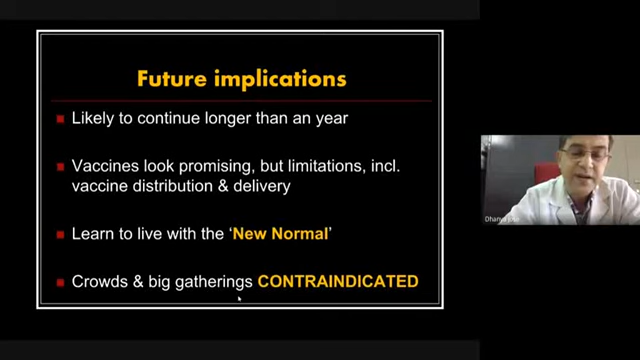 Future implications
Likely to continue longer than an year
Vaccines look promising, but limitations, incl.
vaccine distribution & delivery
Learn to live with the ‘New Normal’
Crowds & big gatherings CONTRAINDICATED